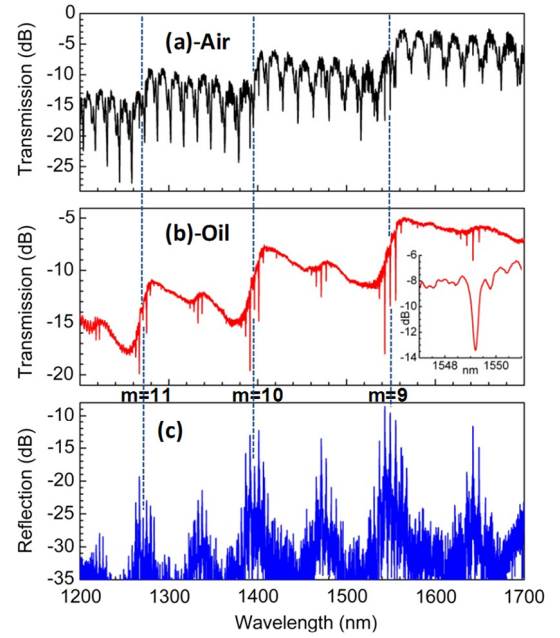 0
-5
-10
-15
-20
-25
Transmission (dB)
(a)-Air
-5
-10
-15
-20
Transmission (dB)
(b)-Oil
-6
-8
-10
-12
-14
dB
1548
nm
1550
m=11
m=10
m=9
-10
-15
-20
-25
-30
-35
Reflection (dB)
(c)
1200 1300 1400 1500 1600 1700
Wavelength (nm)